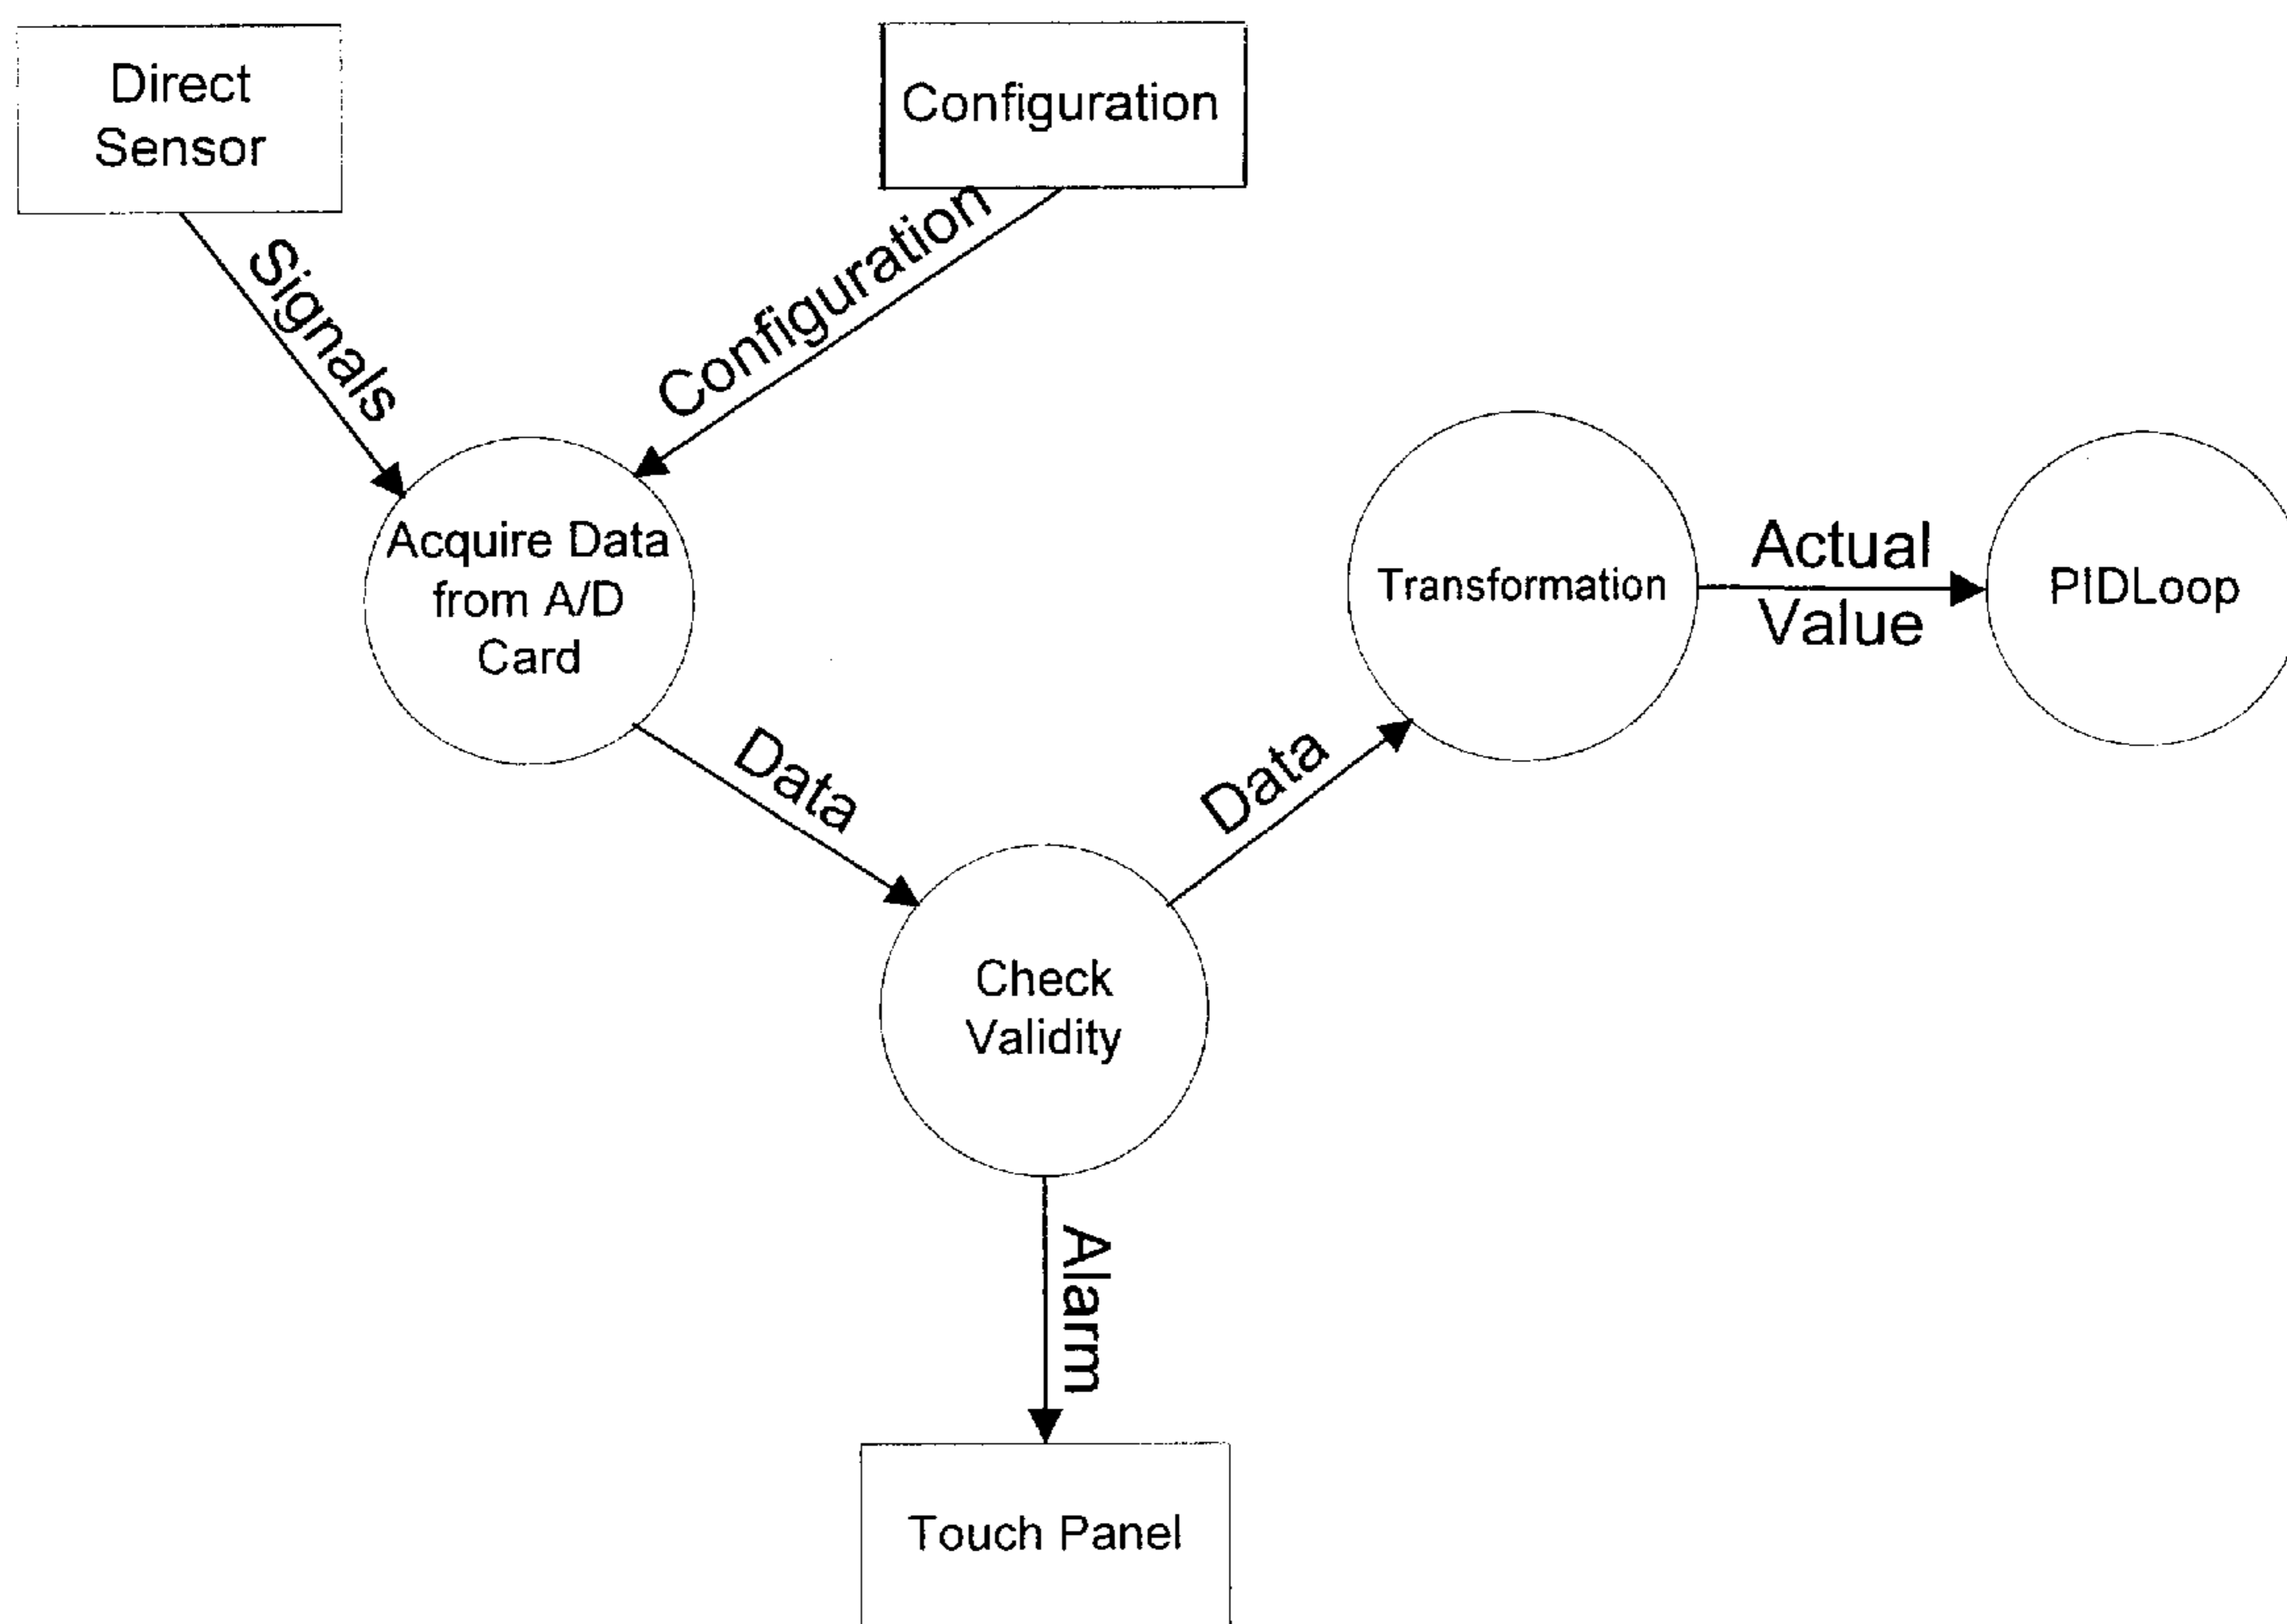 Direct
Sensor
Configuration
Signals
Configuration
Acquire Data
from A/D
Card
Transformation
Actual
Value
PIDLoop
Data
Data
Check
Validity
Alarm
Touch Panel